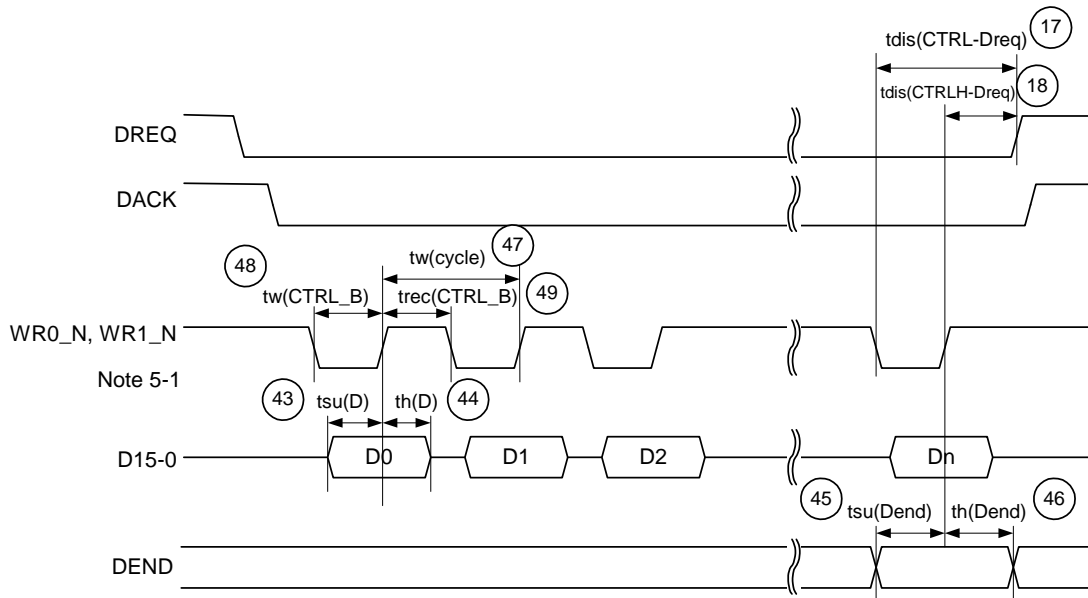 tdis(CTRL-Dreq) 17
tdis(CTRLH-Dreq) 18
DREQ
DACK
47
tw(cycle)
48
tw(CTRL_B) trec(CTRL_B) 49
WR0_N, WR1_N
Note 5-1
43 tsu(D) th(D) 44
D15-0 D0 D1 D2 Dn
45 tsu(Dend) th(Dend) 46
DEND